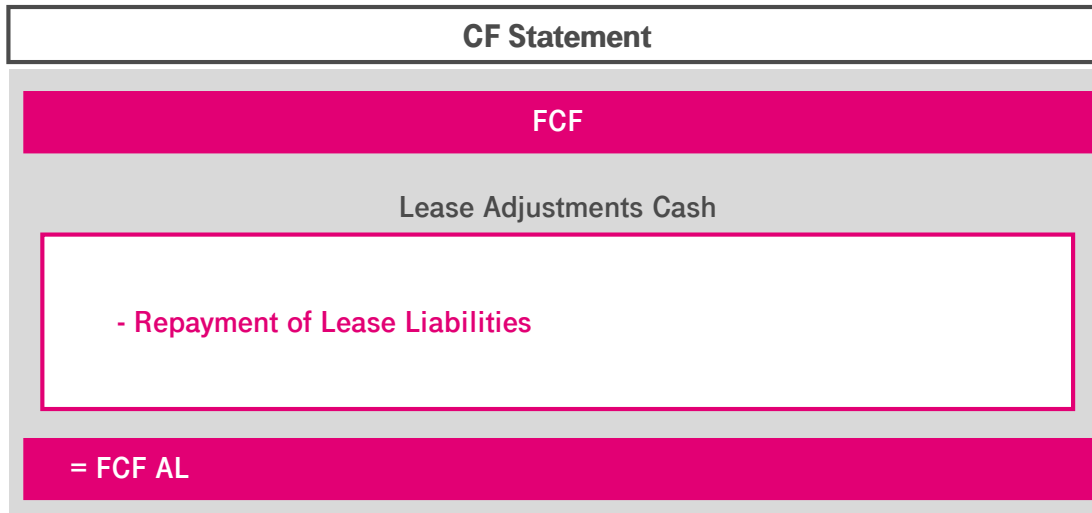 CF Statement
FCF
Lease Adjustments Cash
- Repayment of Lease Liabilities
= FCF AL